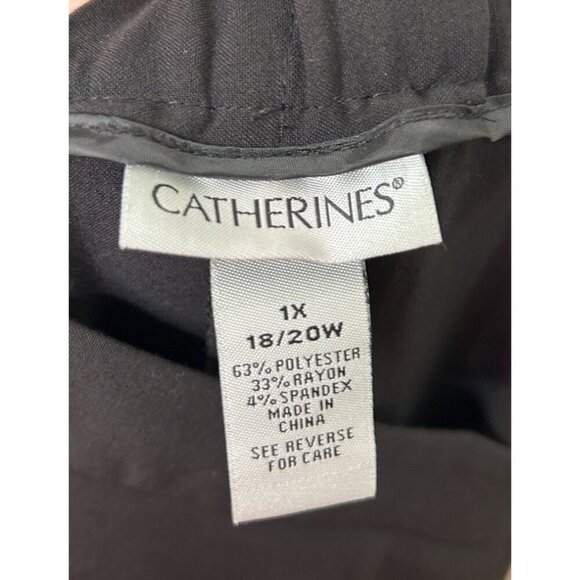 CATHERINES®
1X
18/20W
63% POLYESTER
33% RAYON
4% SPANDEX
MADE IN
CHINA
SEE REVERSE
FOR CARE